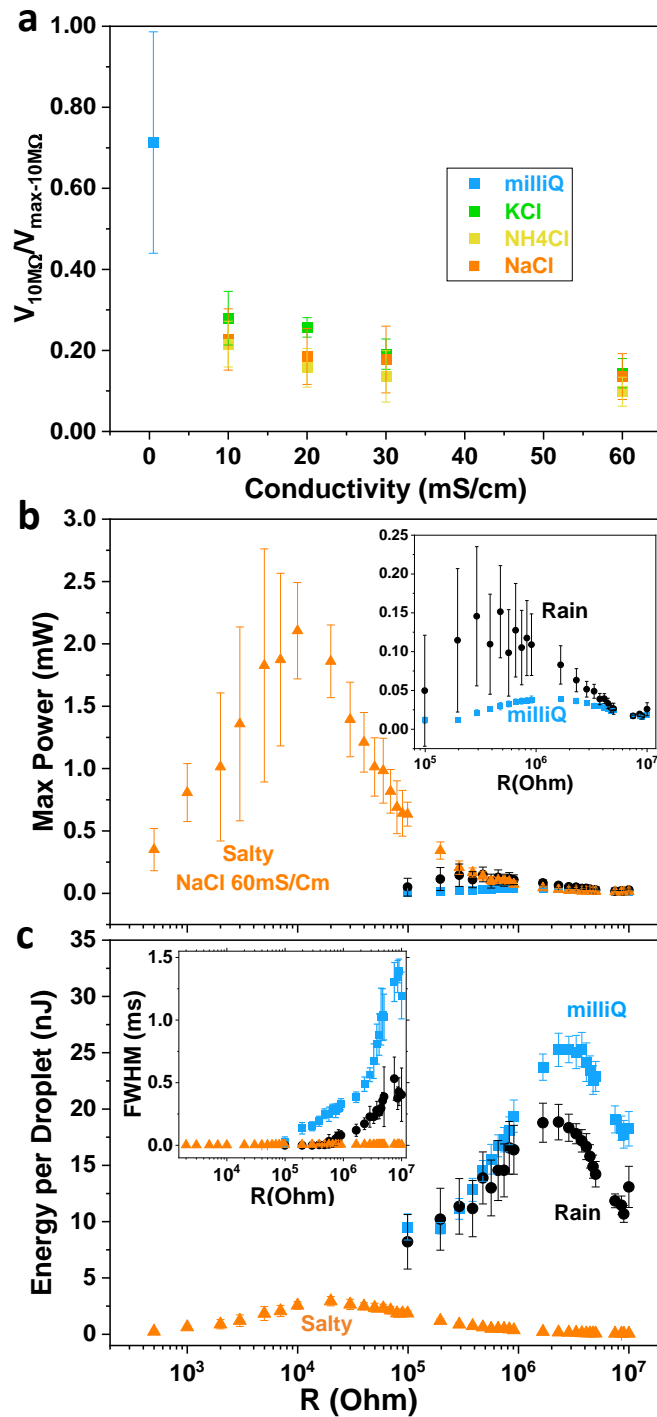 a
1.00
0.80
0.60
0.40
0.20
0.00
V10MΩ/Vmax-10MΩ
milliQ
KCl
NH4Cl
NaCl
0 10 20 30 40 50 60
Conductivity (mS/cm)
b
3.0
2.5
2.0
1.5
1.0
0.5
0.0
Max Power (mW)
0.25
0.20
0.15
0.10
0.05
0.00
Rain
milliQ
10^5 10^6 10^7
R(Ohm)
Salty
NaCl 60mS/Cm
c
35
30
25
20
15
10
5
0
Energy per Droplet (nJ)
1.5
1.0
0.5
0.0
FWHM (ms)
10^4 10^5 10^6 10^7
R(Ohm)
milliQ
Rain
Salty
10^3 10^4 10^5 10^6 10^7
R (Ohm)